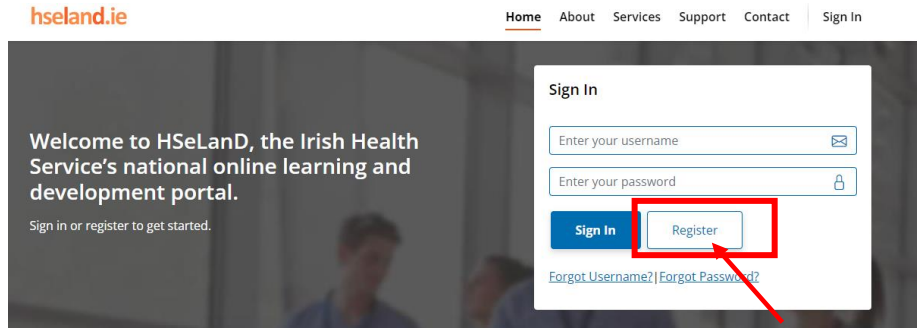 hseland.ie
Home About Services Support Contact Sign In
Sign In
Enter your username
Welcome to HSeLanD, the Irish Health
Service's national online learning and
development portal.
Enter your password
Sign in or register to get started.
Sign In Register
Forgot Username?|Forgot Password?